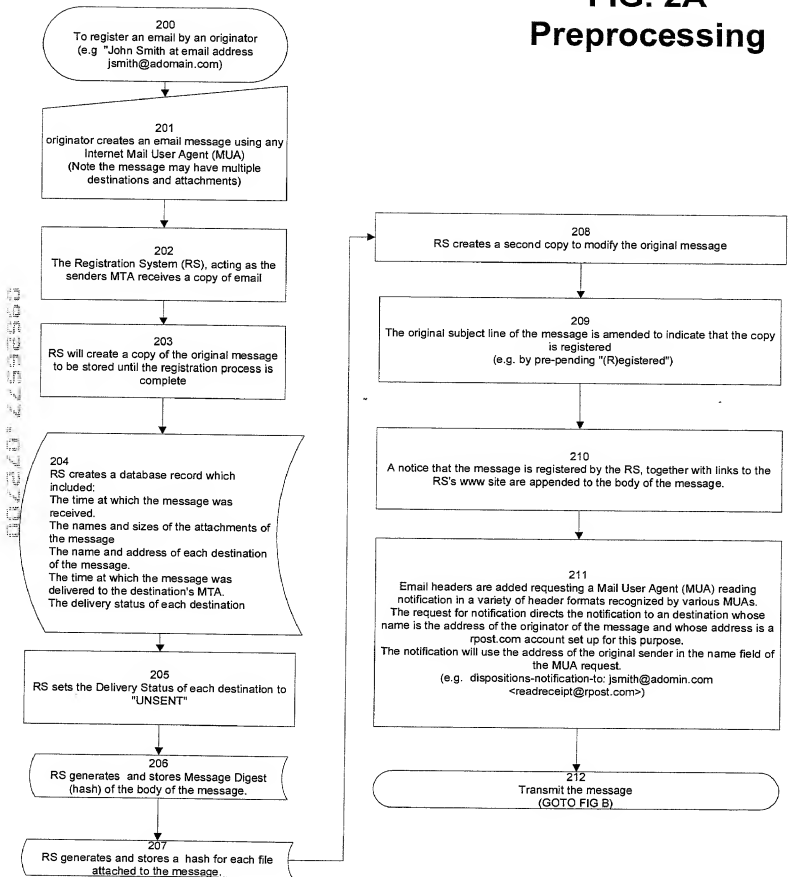 FIG. 2A
Preprocessing
200
To register an email by an originator
(e.g "John Smith at email address
jsmith@adomain.com)
201
originator creates an email message using any
Internet Mail User Agent (MUA)
(Note the message may have multiple
destinations and attachments)
202
The Registration System (RS), acting as the
senders MTA receives a copy of email
203
RS will create a copy of the original message
to be stored until the registration process is
complete
204
RS creates a database record which
included:
The time at which the message was
received.
The names and sizes of the attachments of
the message
The name and address of each destination
of the message.
The time at which the message was
delivered to the destination's MTA.
The delivery status of each destination
205
RS sets the Delivery Status of each destination to
"UNSENT"
206
RS generates and stores Message Digest
(hash) of the body of the message.
207
RS generates and stores a hash for each file
attached to the message.
208
RS creates a second copy to modify the original message
209
The original subject line of the message is amended to indicate that the copy
is registered
(e.g. by pre-pending "(R)egistered")
210
A notice that the message is registered by the RS, together with links to the
RS's www site are appended to the body of the message.
211
Email headers are added requesting a Mail User Agent (MUA) reading
notification in a variety of header formats recognized by various MUAs.
The request for notification directs the notification to an destination whose
name is the address of the originator of the message and whose address is a
rpost.com account set up for this purpose.
The notification will use the address of the original sender in the name field of
the MUA request.
(e.g. dispositions-notification-to: jsmith@adomin.com
<readreceipt@rpost.com>)
212
Transmit the message
(GOTO FIG B)